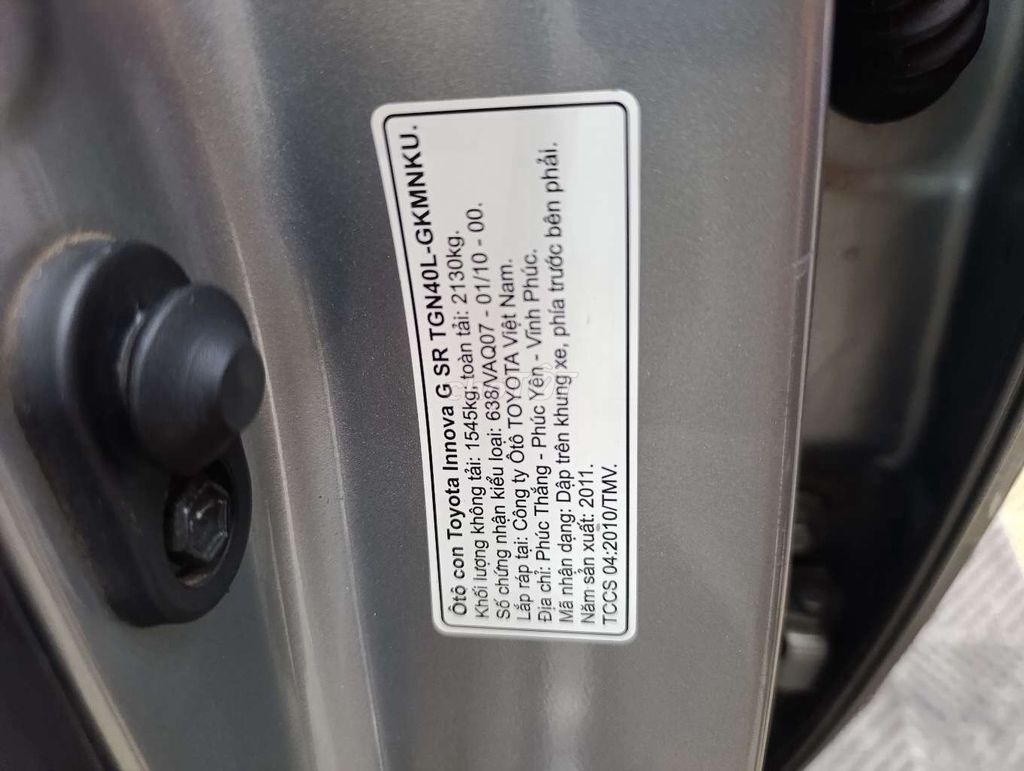 Ôtô con Toyota Innova G SR TGN40L-GKMNKU.
Khối lượng không tải: 1545kg; toàn tải: 2130kg.
Số chứng nhận kiểu loại: 638/VAQ07 - 01/10 - 00.
Lắp ráp tại: Công ty Ôtô TOYOTA Việt Nam.
Địa chỉ: Phúc Thắng - Phúc Yên - Vĩnh Phúc.
Mã nhận dạng: Dập trên khung xe, phía trước bên phải.
Năm sản xuất: 2011.
TCCS 04:2010/TMV.